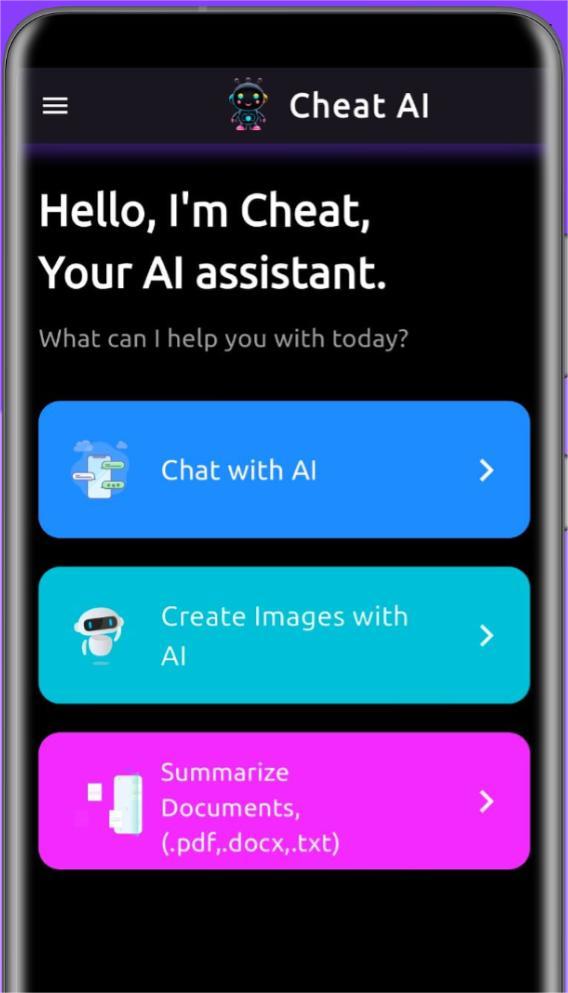 Cheat AI
Hello, I'm Cheat,
Your AI assistant.
What can I help you with today?
Chat with AI
Create Images with
AI
Summarize
Documents,
(.pdf,.docx,.txt)